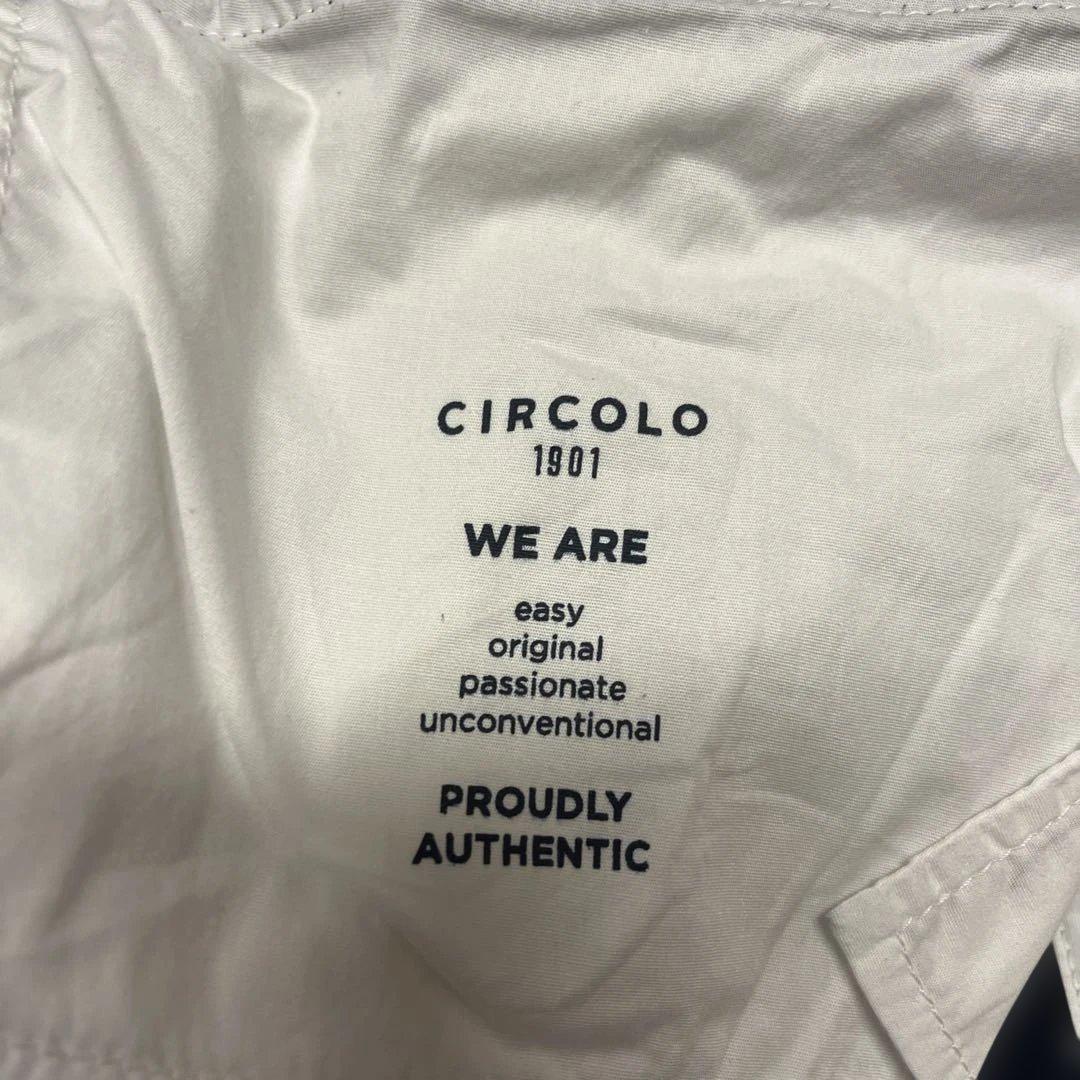 CIRCOLO
1901
WE ARE
easy
original
passionate
unconventional
PROUDLY
AUTHENTIC